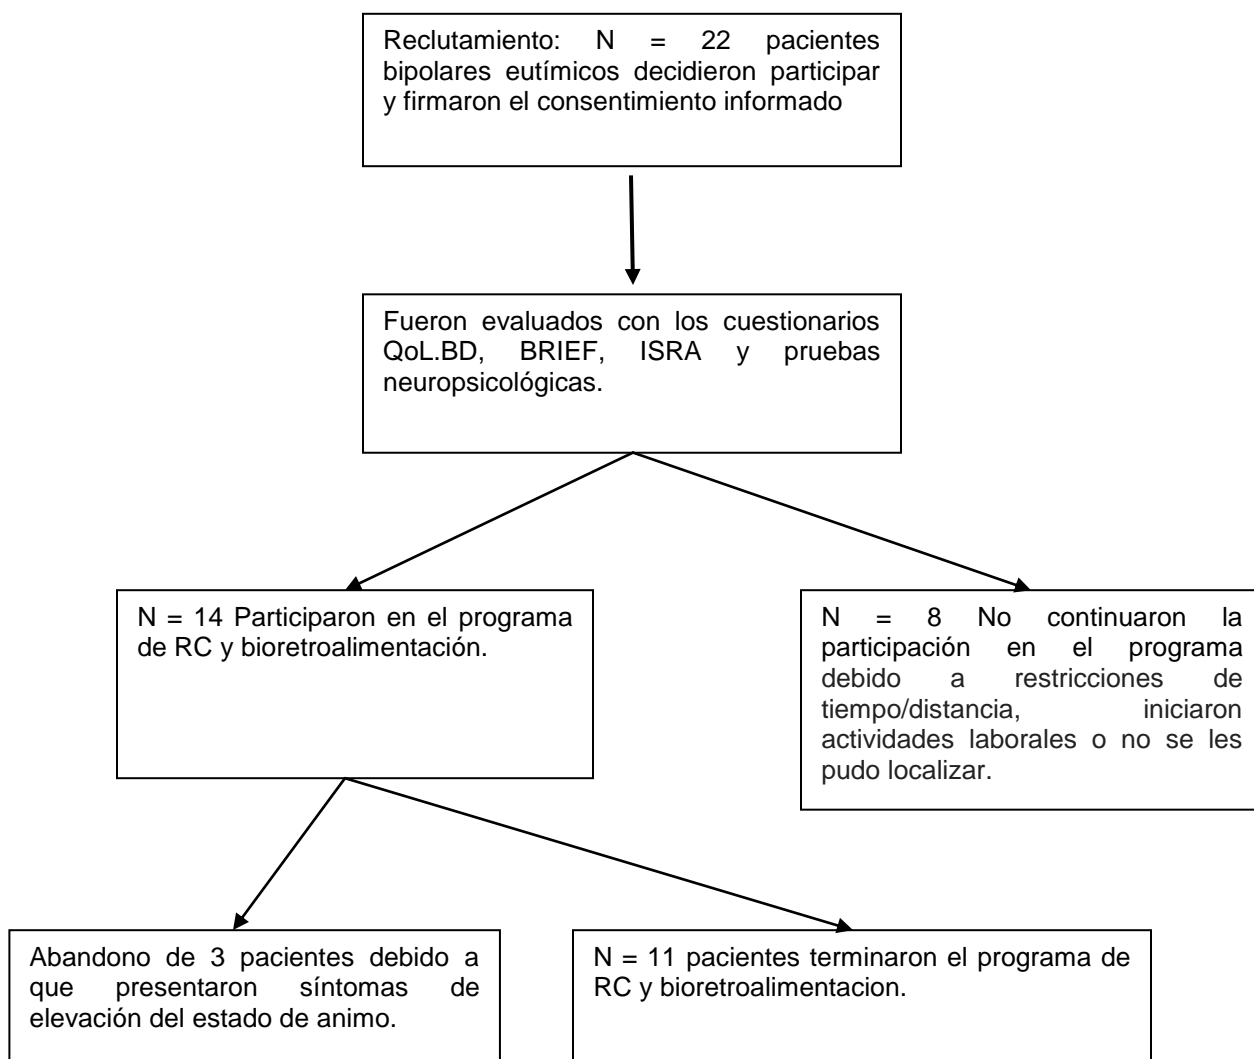 Reclutamiento: N = 22 pacientes
bipolares eutímicos decidieron participar
y firmaron el consentimiento informado
Fueron evaluados con los cuestionarios
QoL.BD, BRIEF, ISRA y pruebas
neuropsicológicas.
N = 14 Participaron en el programa
de RC y bioretroalimentación.
N = 8 No continuaron la
participación en el programa
debido a restricciones de
tiempo/distancia, iniciaron
actividades laborales o no se les
pudo localizar.
Abandono de 3 pacientes debido a
que presentaron síntomas de
elevación del estado de animo.
N = 11 pacientes terminaron el programa de
RC y bioretroalimentacion.